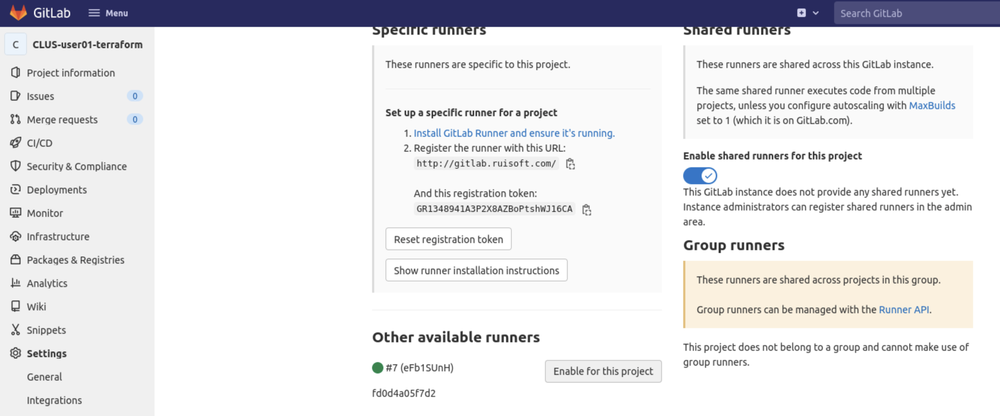 GitLab
Menu
Search GitLab
C CLUS-user01-terraform
Project information
Issues 0
Merge requests 0
CI/CD
Security & Compliance
Deployments
Monitor
Infrastructure
Packages & Registries
Analytics
Wiki
Snippets
Settings
General
Integrations
Specific runners
These runners are specific to this project.
Set up a specific runner for a project
1. Install GitLab Runner and ensure it's running.
2. Register the runner with this URL:
http://gitlab.ruisoft.com/
And this registration token:
GR1348941A3P2X8AZBoPtshWJ16CA
Reset registration token
Show runner installation instructions
Other available runners
#7 (eFb1SUnH)
Enable for this project
fd0d4a05f7d2
Shared runners
These runners are shared across this GitLab instance.
The same shared runner executes code from multiple
projects, unless you configure autoscaling with MaxBuilds
set to 1 (which it is on GitLab.com).
Enable shared runners for this project
This GitLab instance does not provide any shared runners yet.
Instance administrators can register shared runners in the admin
area.
Group runners
These runners are shared across projects in this group.
Group runners can be managed with the Runner API.
This project does not belong to a group and cannot make use of
group runners.